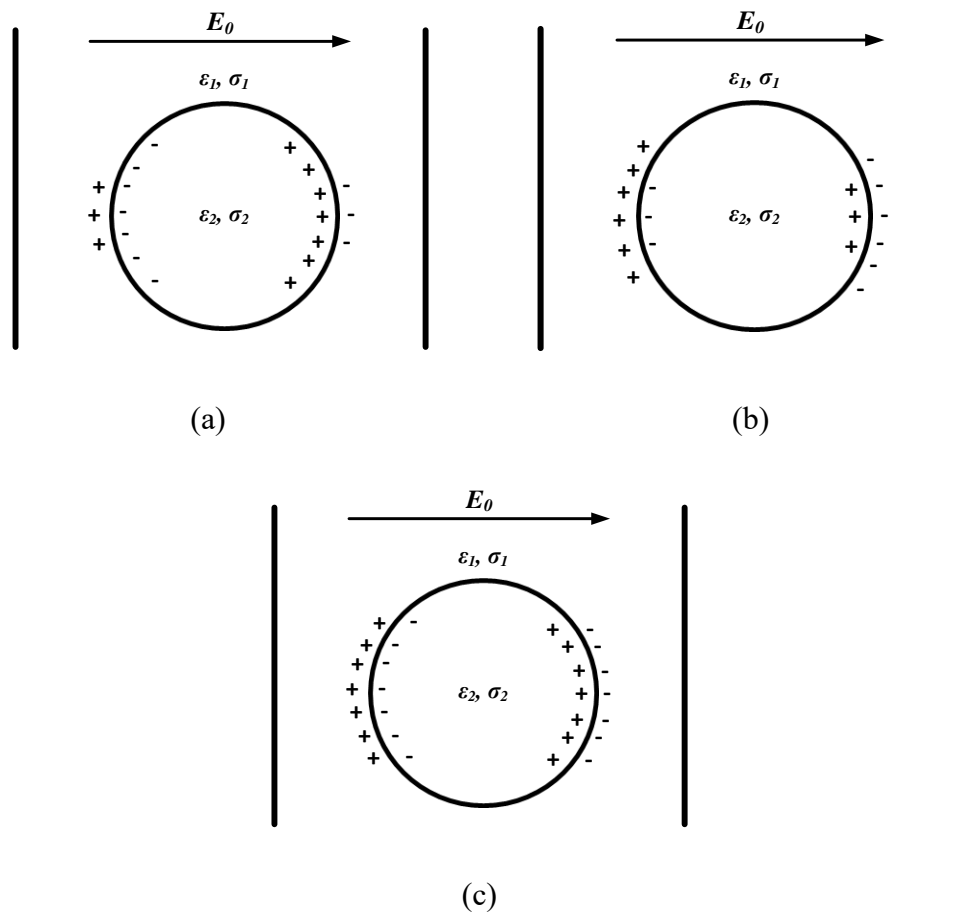 E₀ E₀
ε₁, σ₁ ε₁, σ₁
ε₂, σ₂ ε₂, σ₂
(a) (b)
E₀
ε₁, σ₁
ε₂, σ₂
(c)